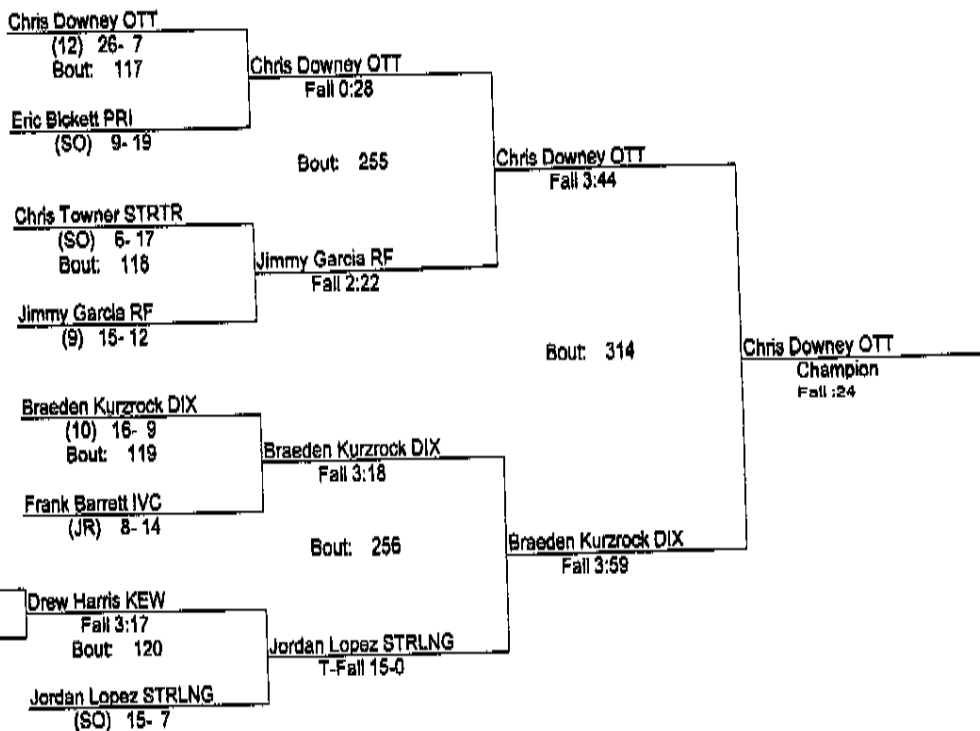 Chris Downey OTT
(12) 26- 7
Bout: 117
Eric Bickett PRI
(SO) 9- 19
Chris Towner STRTR
(SO) 6- 17
Bout: 118
Jimmy Garcia RF
(9) 15- 12
Braeden Kurzrock DIX
(10) 16- 9
Bout: 119
Frank Barrett IVC
(JR) 8- 14
Drew Harris KEW
Fall 3:17
Bout: 120
Jordan Lopez STRLNG
(SO) 15- 7
Chris Downey OTT
Fall 0:28
Bout: 255
Jimmy Garcia RF
Fall 2:22
Braeden Kurzrock DIX
Fall 3:18
Bout: 256
Jordan Lopez STRLNG
T-Fall 15-0
Chris Downey OTT
Fall 3:44
Bout: 314
Braeden Kurzrock DIX
Fall 3:59
Chris Downey OTT
Champion
Fall :24